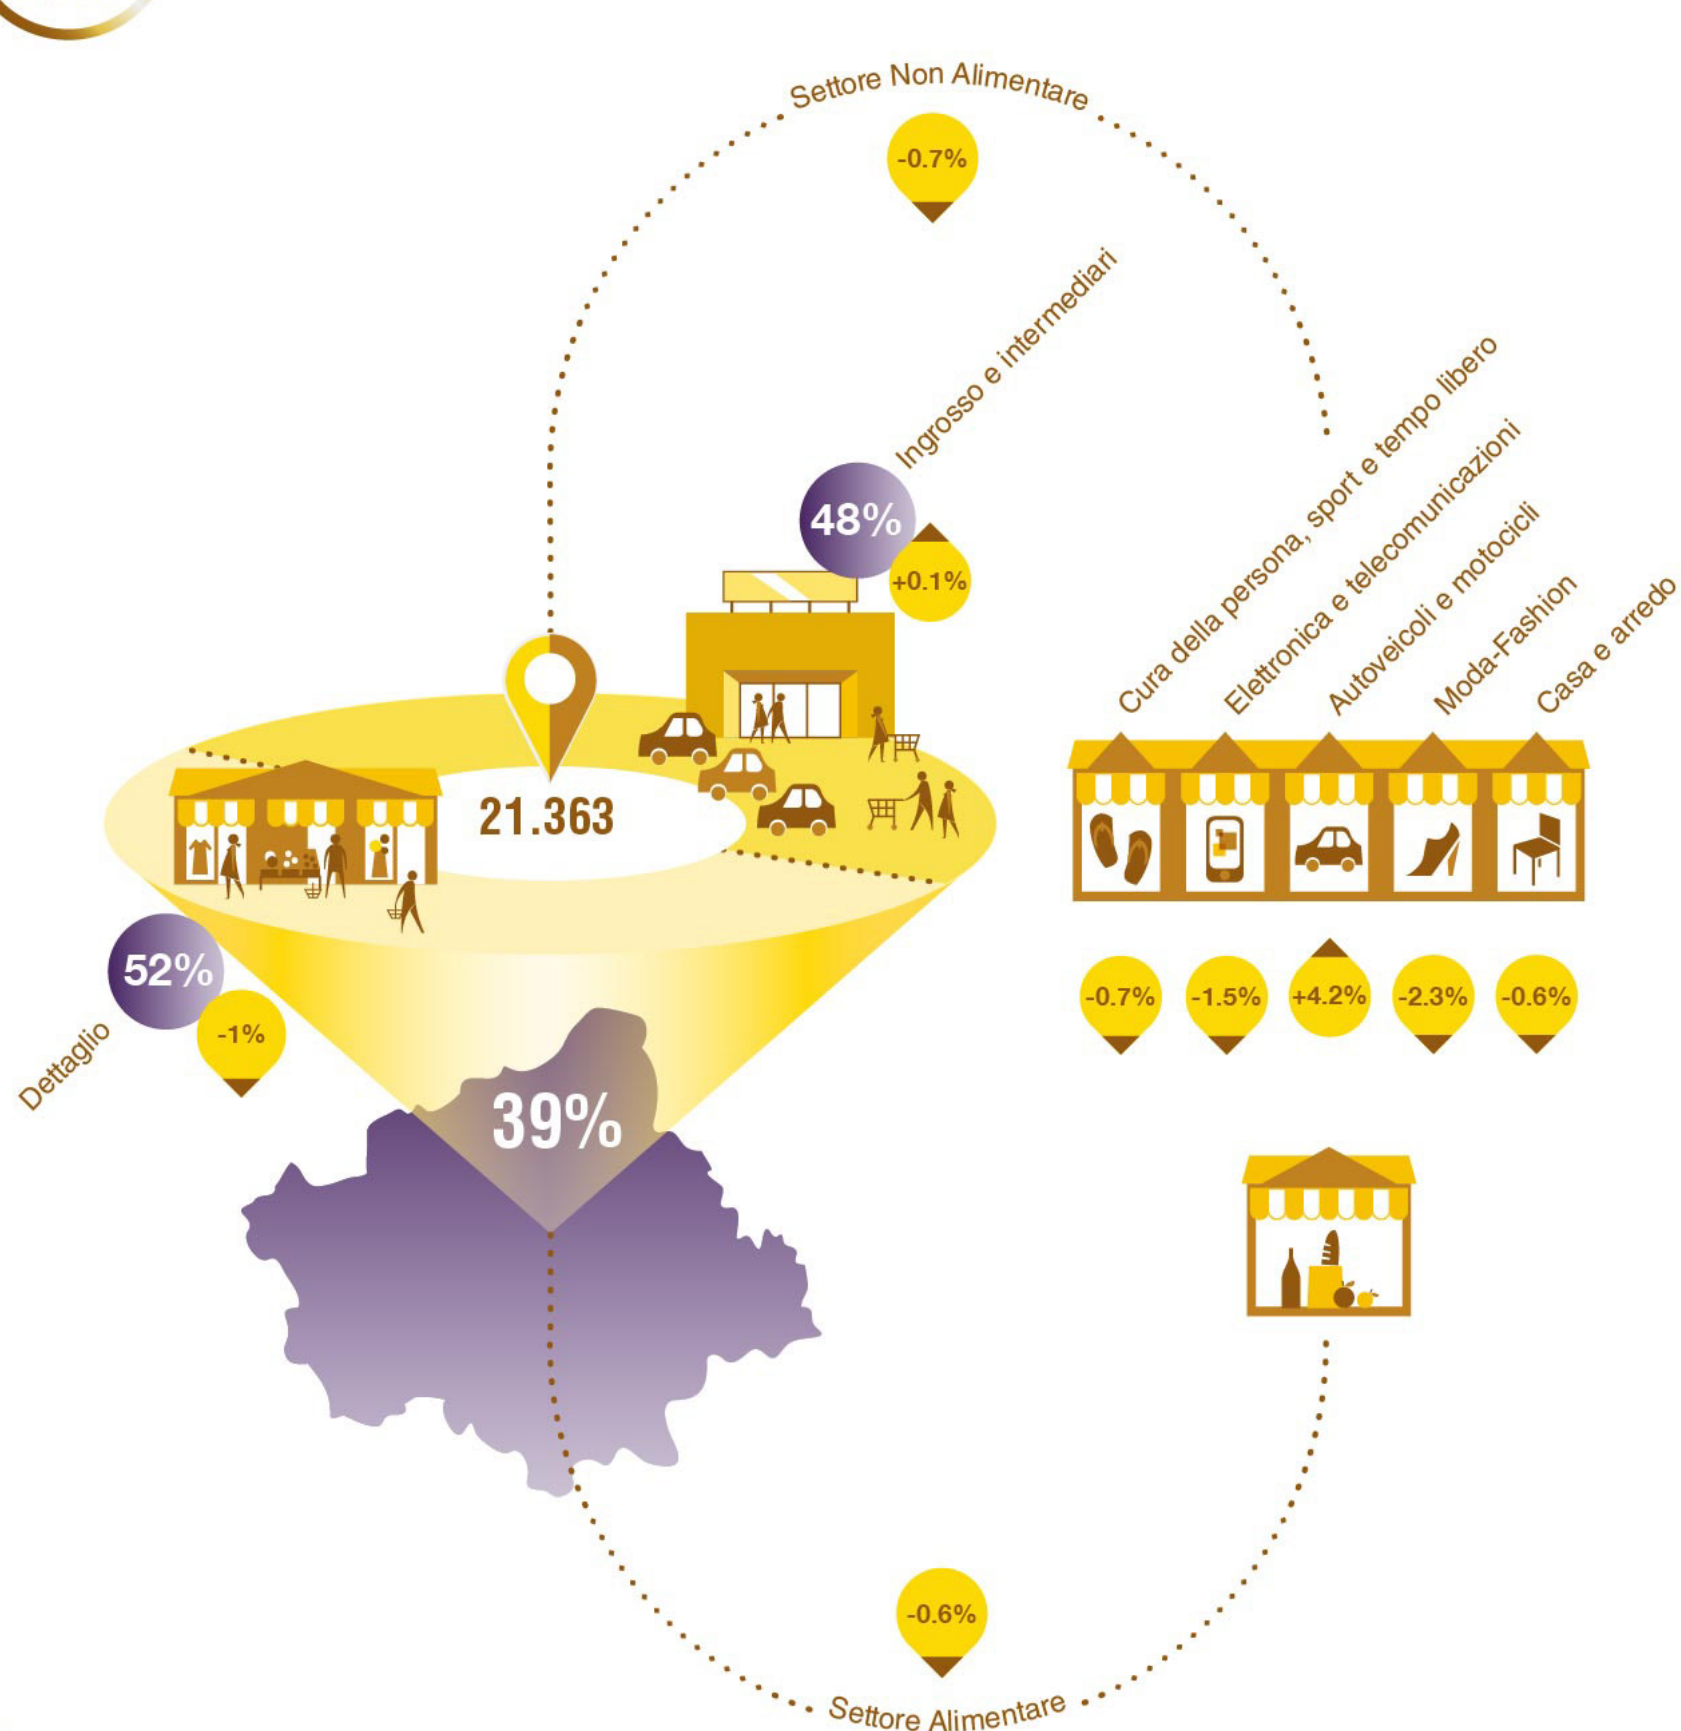 Settore Non Alimentare
-0.7%
Ingrosso e intermediari
48%
+0.1%
Cura della persona, sport e tempo libero
Elettronica e telecomunicazioni
Autoveicoli e motocicli
Moda-Fashion
Casa e arredo
21.363
52%
-1%
Dettaglio
-0.7%
-1.5%
+4.2%
-2.3%
-0.6%
39%
-0.6%
Settore Alimentare